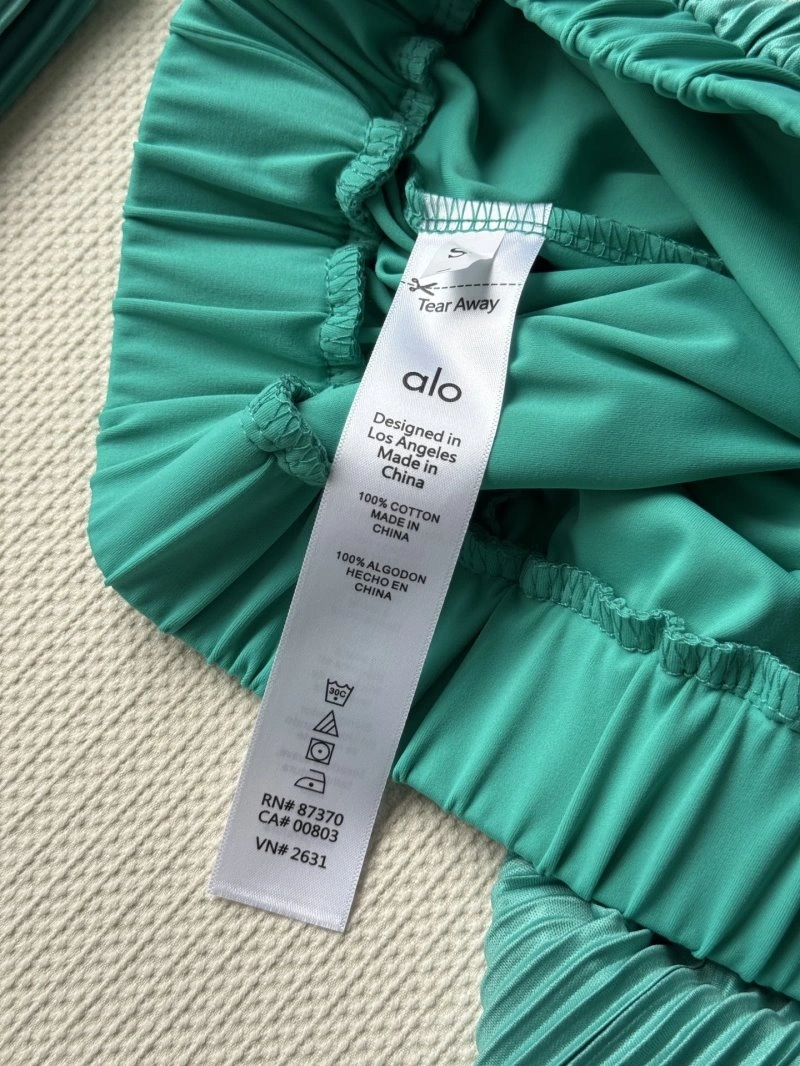 S
Tear Away
alo
Designed in
Los Angeles
Made in
China
100% COTTON
MADE IN
CHINA
100% ALGODON
HECHO EN
CHINA
30C
RN# 87370
CA# 00803
VN# 2631